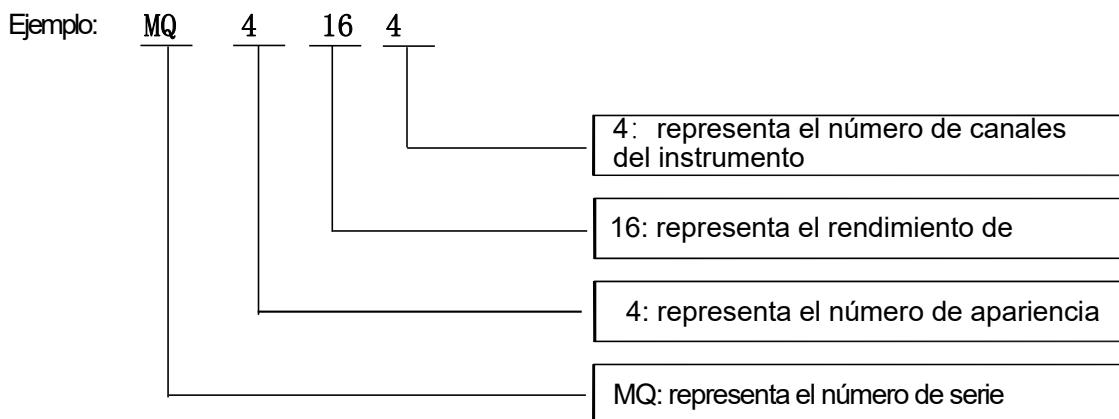 Ejemplo: MQ 4 16 4
4: representa el número de canales
del instrumento
16: representa el rendimiento de
4: representa el número de apariencia
MQ: representa el número de serie